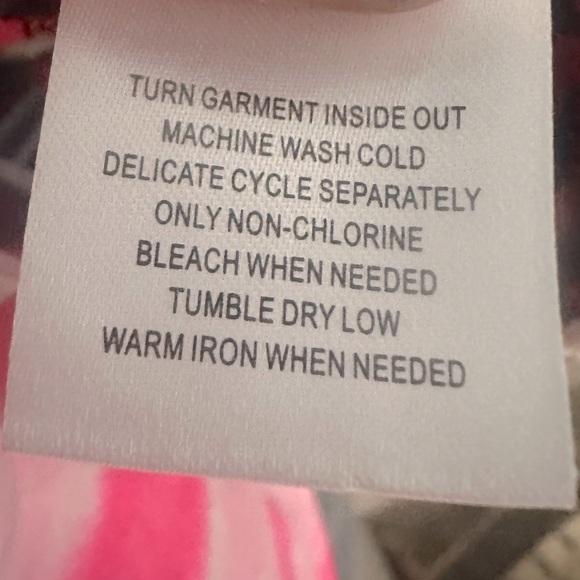 TURN GARMENT INSIDE OUT
MACHINE WASH COLD
DELICATE CYCLE SEPARATELY
ONLY NON-CHLORINE
BLEACH WHEN NEEDED
TUMBLE DRY LOW
WARM IRON WHEN NEEDED